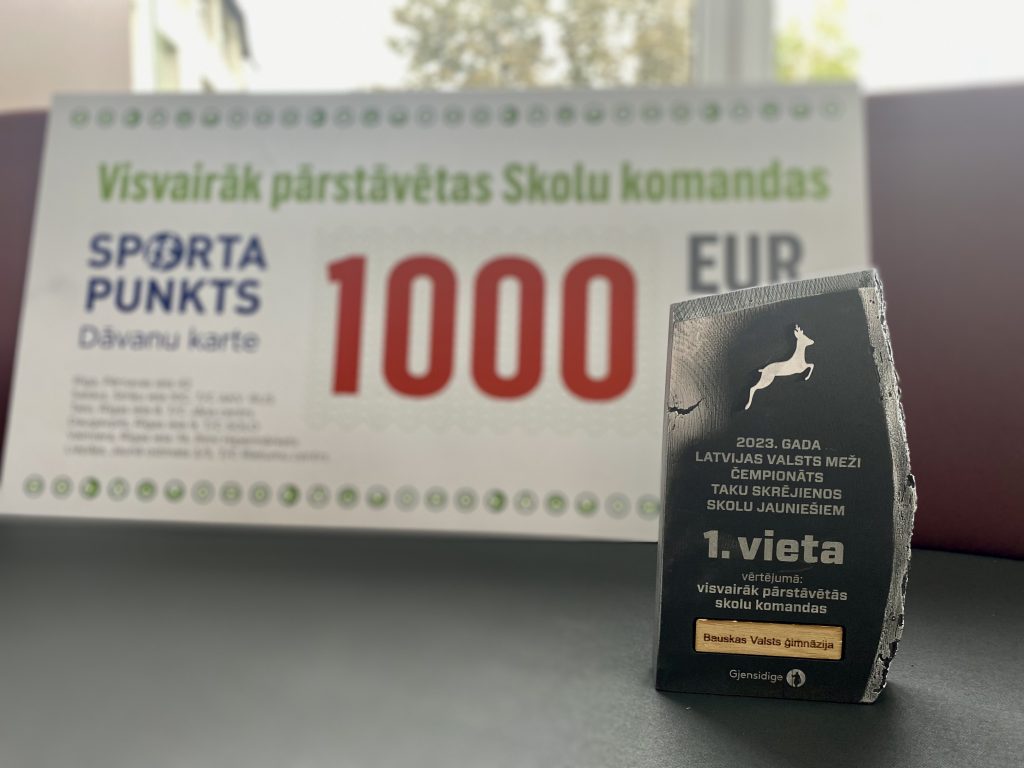 Visvairāk pārstāvētas Skolu komandas
SPORTA
PUNKTS
Dāvanu karte
1000
EUR
2023. GADA
LATVIJAS VALSTS MEŽI
ČEMPIONĀTS
TAKU SKRĒJIENOS
SKOLU JAUNIEŠIEM
1. vieta
vērtējumā:
visvairāk pārstāvētās
skolu komandas
Bauskas Valsts ģimnāzija
Gjensidige